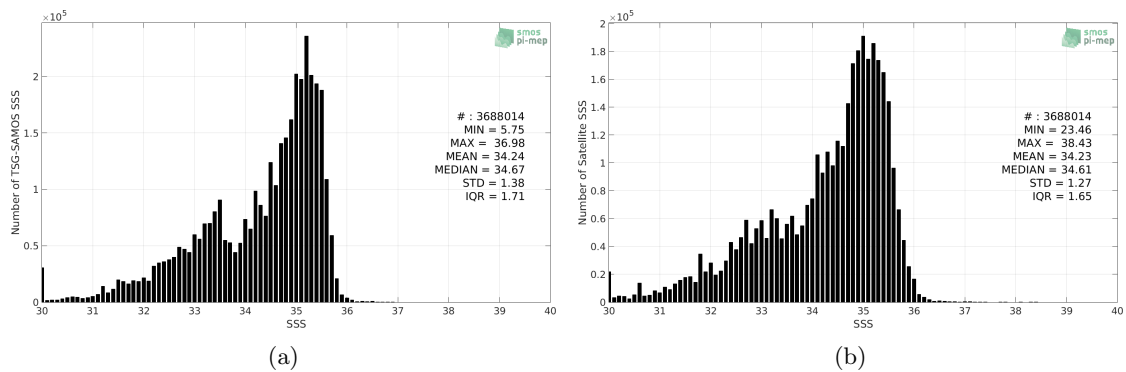 ×10^5
smos
pi-mep
Number of TSG-SAMOS SSS
2
1.5
1
0.5
0
# : 3688014
MIN = 5.75
MAX = 36.98
MEAN = 34.24
MEDIAN = 34.67
STD = 1.38
IQR = 1.71
30 31 32 33 34 35 36 37 38 39 40
SSS
(a)
×10^5
smos
pi-mep
Number of Satellite SSS
2
1.8
1.6
1.4
1.2
1
0.8
0.6
0.4
0.2
0
# : 3688014
MIN = 23.46
MAX = 38.43
MEAN = 34.23
MEDIAN = 34.61
STD = 1.27
IQR = 1.65
30 31 32 33 34 35 36 37 38 39 40
SSS
(b)